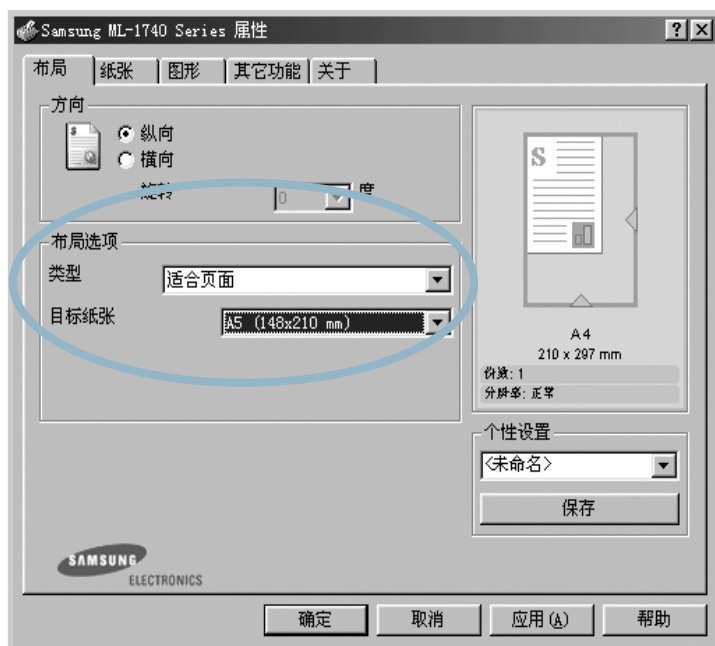 Samsung ML-1740 Series 属性
布局 纸张 图形 其它功能 关于
方向
纵向
横向
旋转 0 度
布局选项
类型 适合页面
目标纸张 A5 (148x210 mm)
S
S
A4
210 x 297 mm
份数: 1
分辨率: 正常
个性设置
<未命名>
保存
SAMSUNG
ELECTRONICS
确定 取消 应用(A) 帮助